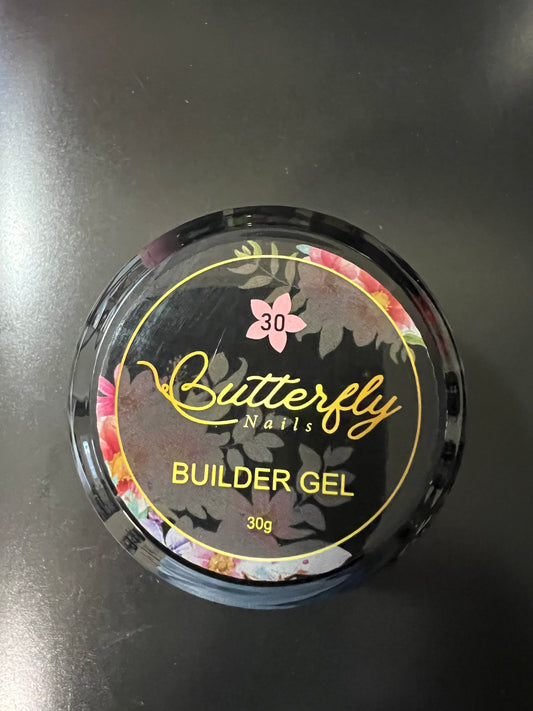 30
Butterfly
Nails
BUILDER GEL
30g